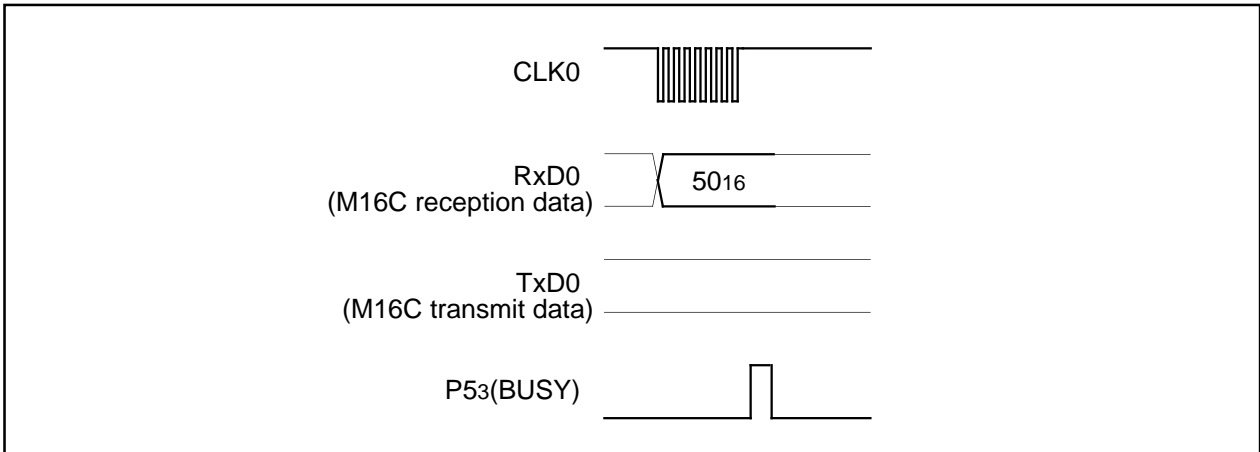 CLK0
RxD0
(M16C reception data)
5016
TxD0
(M16C transmit data)
P53(BUSY)